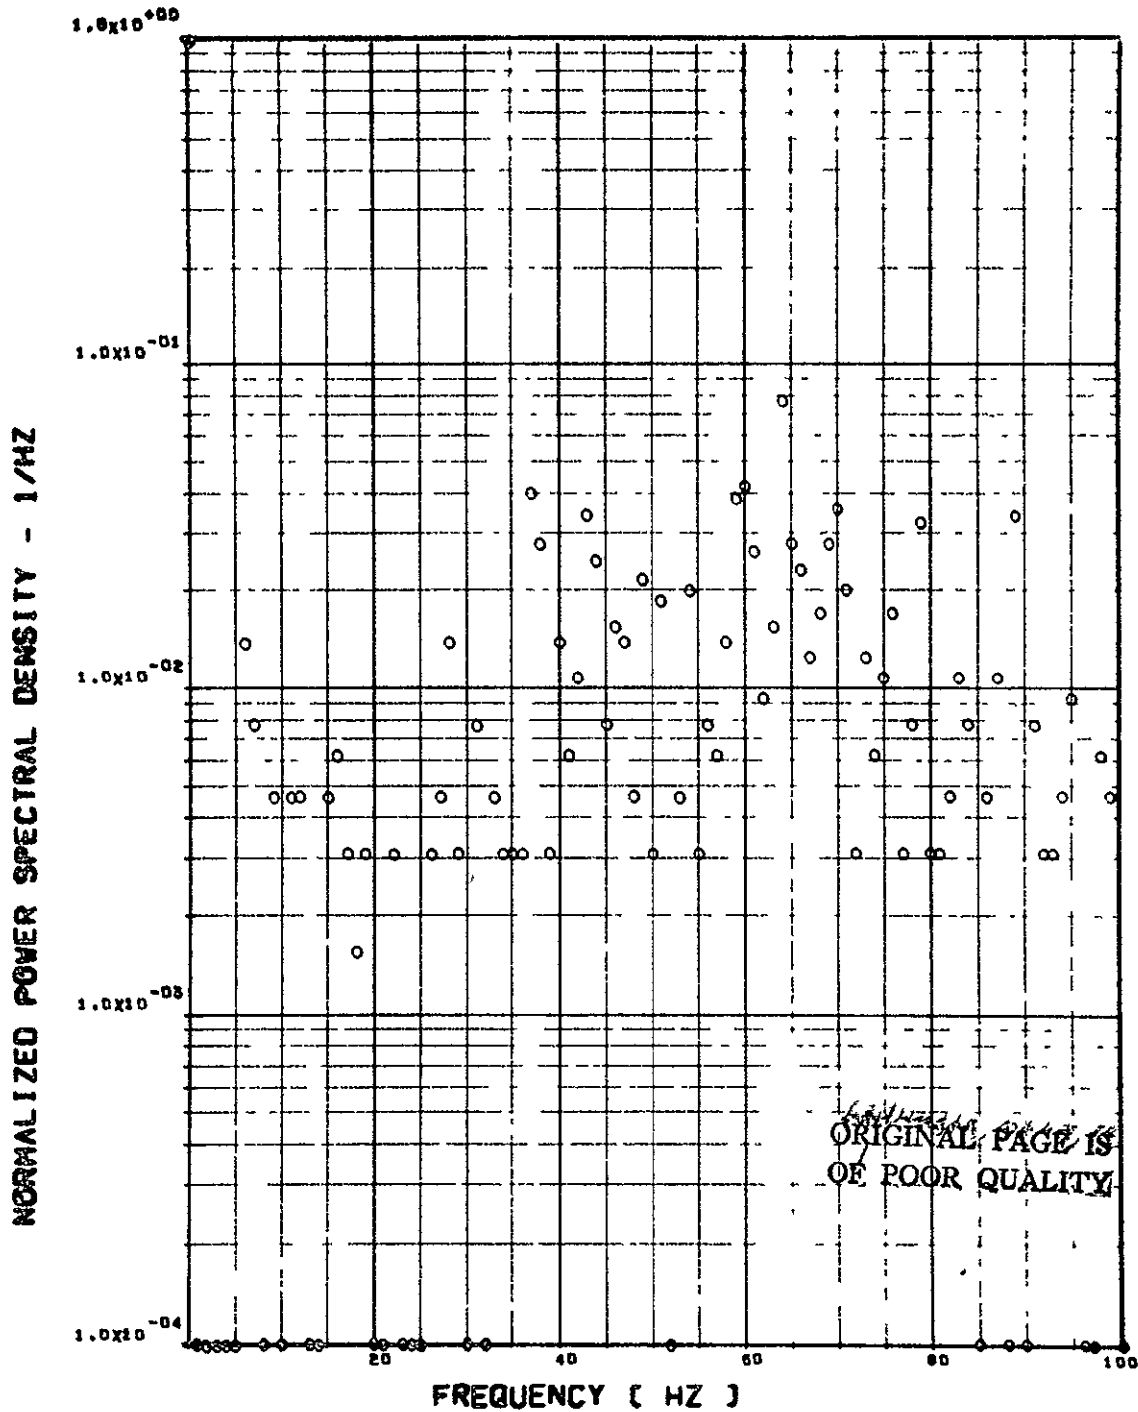 1.0x10+00
1.0x10-01
1.0x10-02
1.0x10-03
1.0x10-04
NORMALIZED POWER SPECTRAL DENSITY - 1/HZ
ORIGINAL PAGE IS
OF POOR QUALITY
20 40 60 80 100
FREQUENCY [ HZ ]